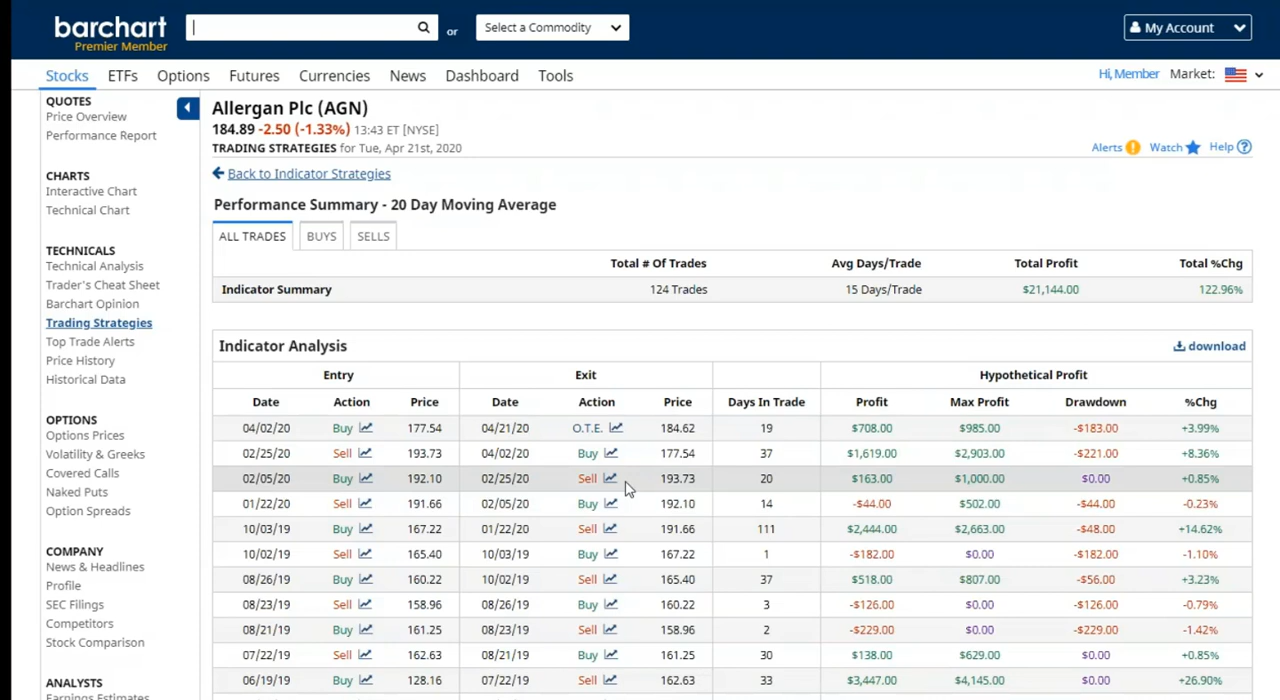 barchart
Premier Member
or
Select a Commodity
My Account
Stocks ETFs Options Futures Currencies News Dashboard Tools
Hi, Member Market:
QUOTES
Price Overview
Performance Report
CHARTS
Interactive Chart
Technical Chart
TECHNICALS
Technical Analysis
Trader's Cheat Sheet
Barchart Opinion
Trading Strategies
Top Trade Alerts
Price History
Historical Data
OPTIONS
Options Prices
Volatility & Greeks
Covered Calls
Naked Puts
Option Spreads
COMPANY
News & Headlines
Profile
SEC Filings
Competitors
Stock Comparison
ANALYSTS
Earnings Estimates
Allergan Plc (AGN)
184.89 -2.50 (-1.33%) 13:43 ET [NYSE]
TRADING STRATEGIES for Tue, Apr 21st, 2020
Alerts ! Watch Help ?
Back to Indicator Strategies
Performance Summary - 20 Day Moving Average
ALL TRADES BUYS SELLS
Total # Of Trades Avg Days/Trade Total Profit Total %Chg
Indicator Summary 124 Trades 15 Days/Trade $21,144.00 122.96%
Indicator Analysis download
Entry Exit Hypothetical Profit
Date Action Price Date Action Price Days In Trade Profit Max Profit Drawdown %Chg
04/02/20 Buy 177.54 04/21/20 O.T.E. 184.62 19 $708.00 $985.00 -$183.00 +3.99%
02/25/20 Sell 193.73 04/02/20 Buy 177.54 37 $1,619.00 $2,903.00 -$221.00 +8.36%
02/05/20 Buy 192.10 02/25/20 Sell 193.73 20 $163.00 $1,000.00 $0.00 +0.85%
01/22/20 Sell 191.66 02/05/20 Buy 192.10 14 -$44.00 $502.00 -$44.00 -0.23%
10/03/19 Buy 167.22 01/22/20 Sell 191.66 111 $2,444.00 $2,663.00 -$48.00 +14.62%
10/02/19 Sell 165.40 10/03/19 Buy 167.22 1 -$182.00 $0.00 -$182.00 -1.10%
08/26/19 Buy 160.22 10/02/19 Sell 165.40 37 $518.00 $807.00 -$56.00 +3.23%
08/23/19 Sell 158.96 08/26/19 Buy 160.22 3 -$126.00 $0.00 -$126.00 -0.79%
08/21/19 Buy 161.25 08/23/19 Sell 158.96 2 -$229.00 $0.00 -$229.00 -1.42%
07/22/19 Sell 162.63 08/21/19 Buy 161.25 30 $138.00 $629.00 $0.00 +0.85%
06/19/19 Buy 128.16 07/22/19 Sell 162.63 33 $3,447.00 $4,145.00 $0.00 +26.90%